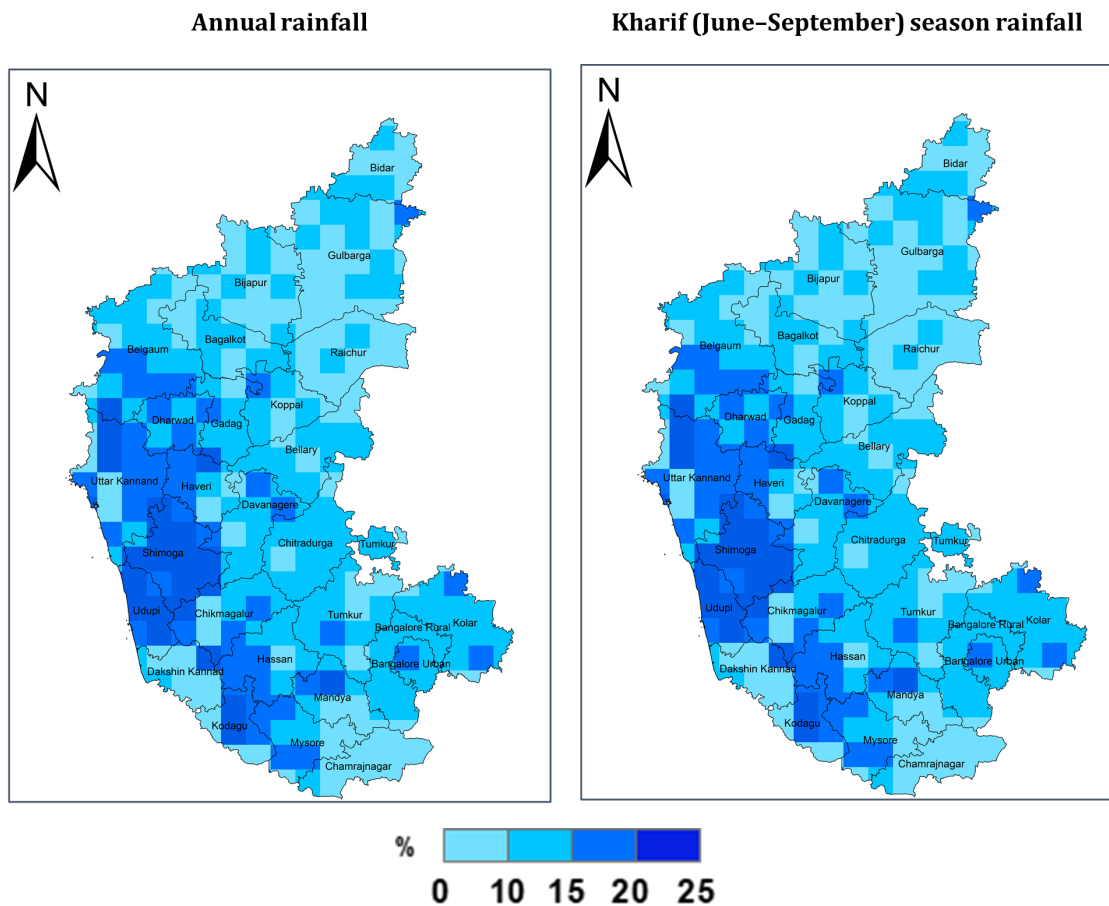 Annual rainfall
Kharif (June–September) season rainfall
N
Bidar
Gulbarga
Bijapur
Bagalkot
Belgaum
Raichur
Koppal
Dharwad
Gadag
Bellary
Uttar Kannand
Haveri
Davanagere
Shimoga
Chitradurga
Tumkur
Udupi
Chikmagalur
Tumkur
Bangalore Rural
Kolar
Dakshin Kannad
Hassan
Bangalore Urban
Mandya
Kodagu
Mysore
Chamrajnagar
N
Bidar
Gulbarga
Bijapur
Bagalkot
Belgaum
Raichur
Koppal
Dharwad
Gadag
Bellary
Uttar Kannand
Haveri
Davanagere
Shimoga
Chitradurga
Tumkur
Udupi
Chikmagalur
Tumkur
Bangalore Rural
Kolar
Dakshin Kannad
Hassan
Bangalore Urban
Mandya
Kodagu
Mysore
Chamrajnagar
%
0 10 15 20 25